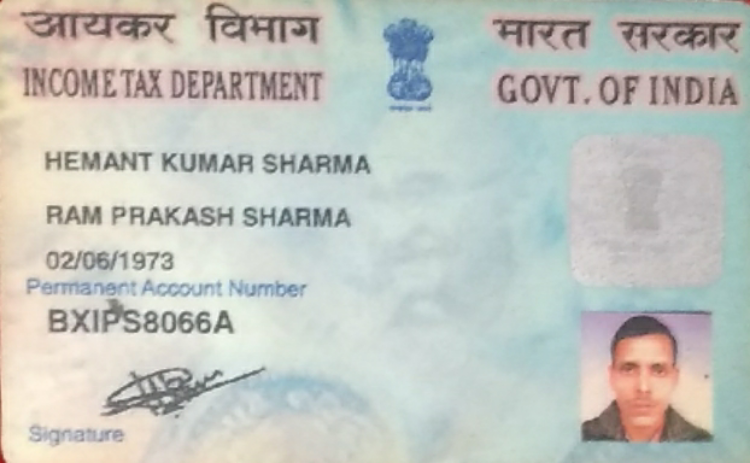 आयकर विभाग
भारत सरकार
INCOME TAX DEPARTMENT
GOVT. OF INDIA
HEMANT KUMAR SHARMA
RAM PRAKASH SHARMA
02/06/1973
Permanent Account Number
BXIPS8066A
Signature